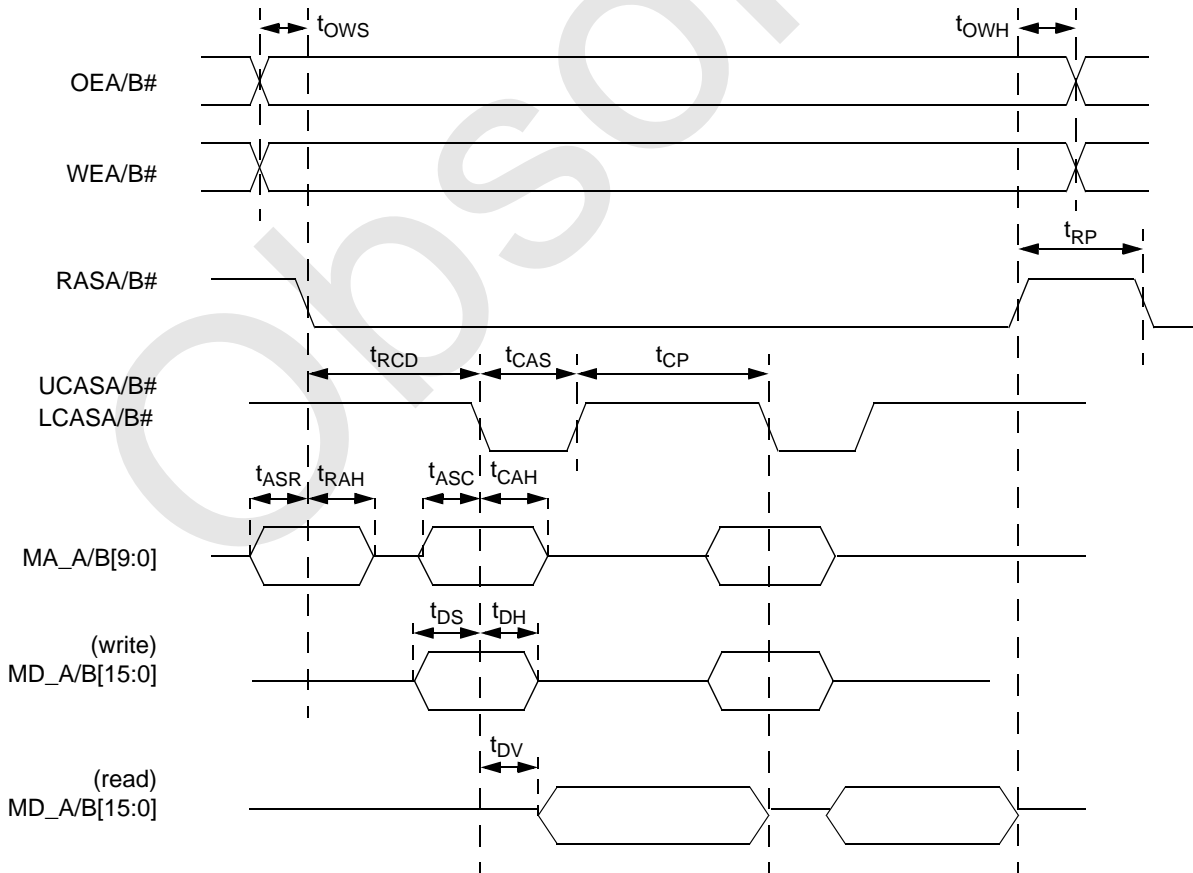 tOWS
tOWH
OEA/B#
WEA/B#
tRP
RASA/B#
tRCD
tCAS
tCP
UCASA/B#
LCASA/B#
tASR
tRAH
tASC
tCAH
MA_A/B[9:0]
tDS
tDH
(write)
MD_A/B[15:0]
tDV
(read)
MD_A/B[15:0]
Obso